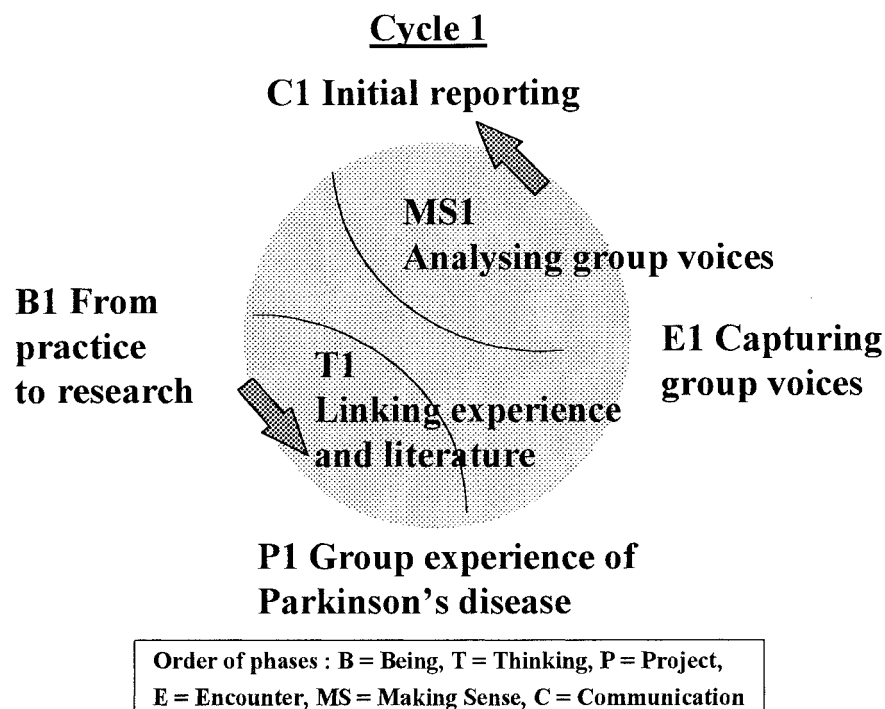 Cycle 1
C1 Initial reporting
MS1
Analysing group voices
B1 From
practice
to research
E1 Capturing
group voices
T1
Linking experience
and literature
P1 Group experience of
Parkinson's disease
Order of phases : B = Being, T = Thinking, P = Project,
E = Encounter, MS = Making Sense, C = Communication